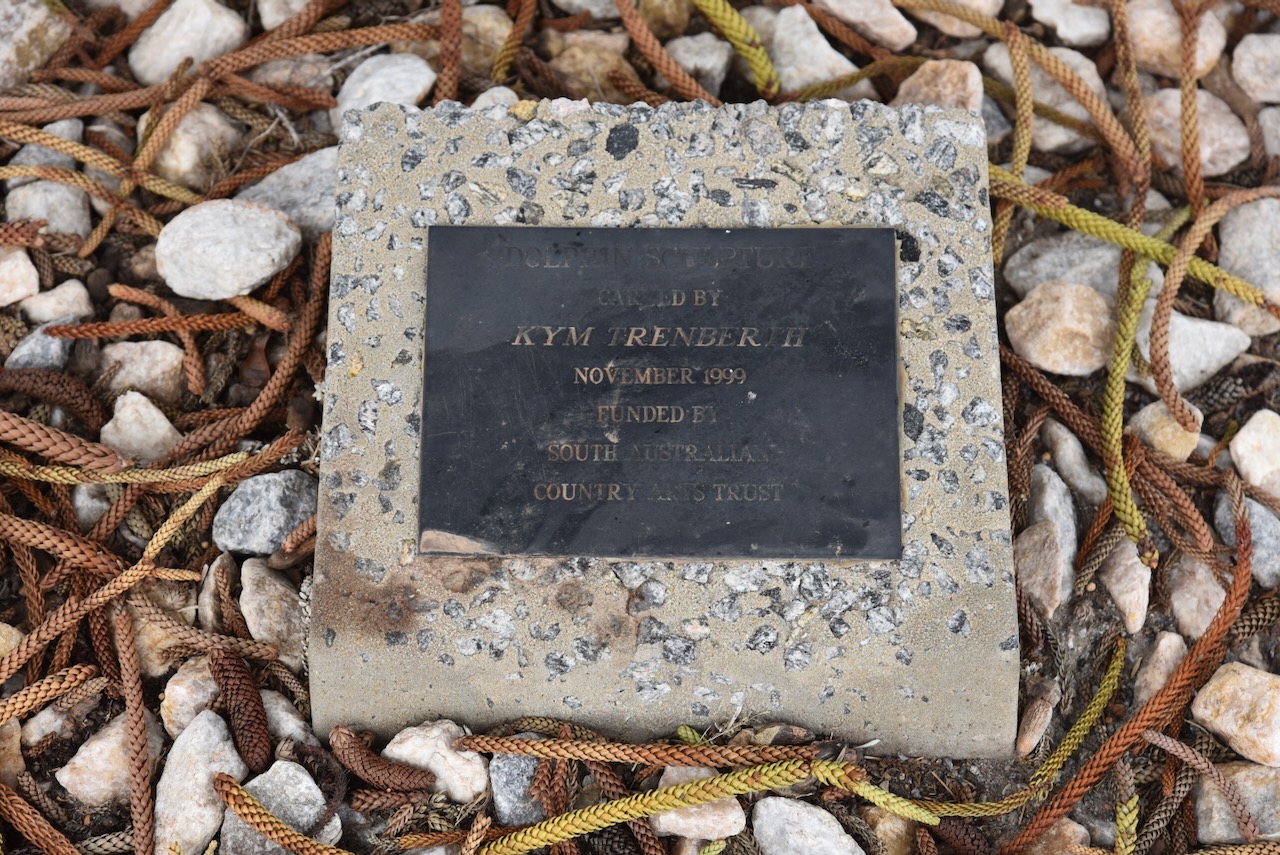 DOLPHIN SCULPTURE
CARVED BY
KYM TRENBERTH
NOVEMBER 1999
FUNDED BY
SOUTH AUSTRALIAN
COUNTRY ARTS TRUST